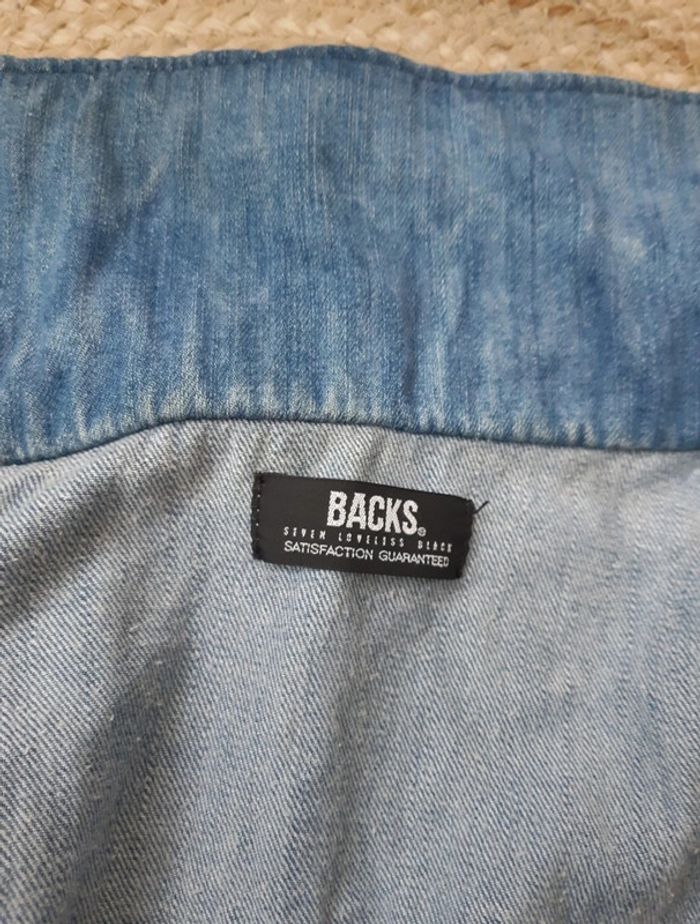 BACKS®
SEVEN LOVELESS BLACK
SATISFACTION GUARANTEED